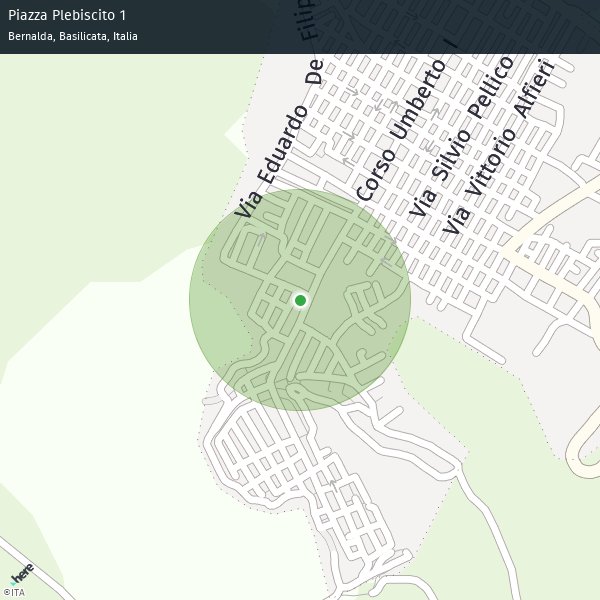 Piazza Plebiscito 1
Bernalda, Basilicata, Italia
Via Eduardo De Filip
Corso Umberto I
Via Silvio Pellico
Via Vittorio Alfieri
here
©ITA